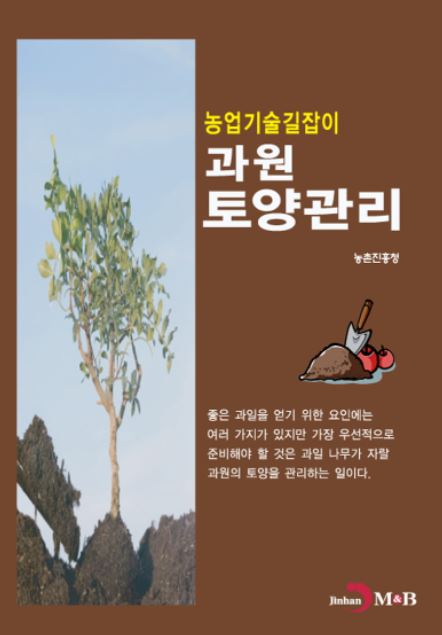 농업기술길잡이
과원
토양관리
농촌진흥청
좋은 과일을 얻기 위한 요인에는
여러 가지가 있지만 가장 우선적으로
준비해야 할 것은 과일 나무가 자랄
과원의 토양을 관리하는 일이다.
Jinhan M&B